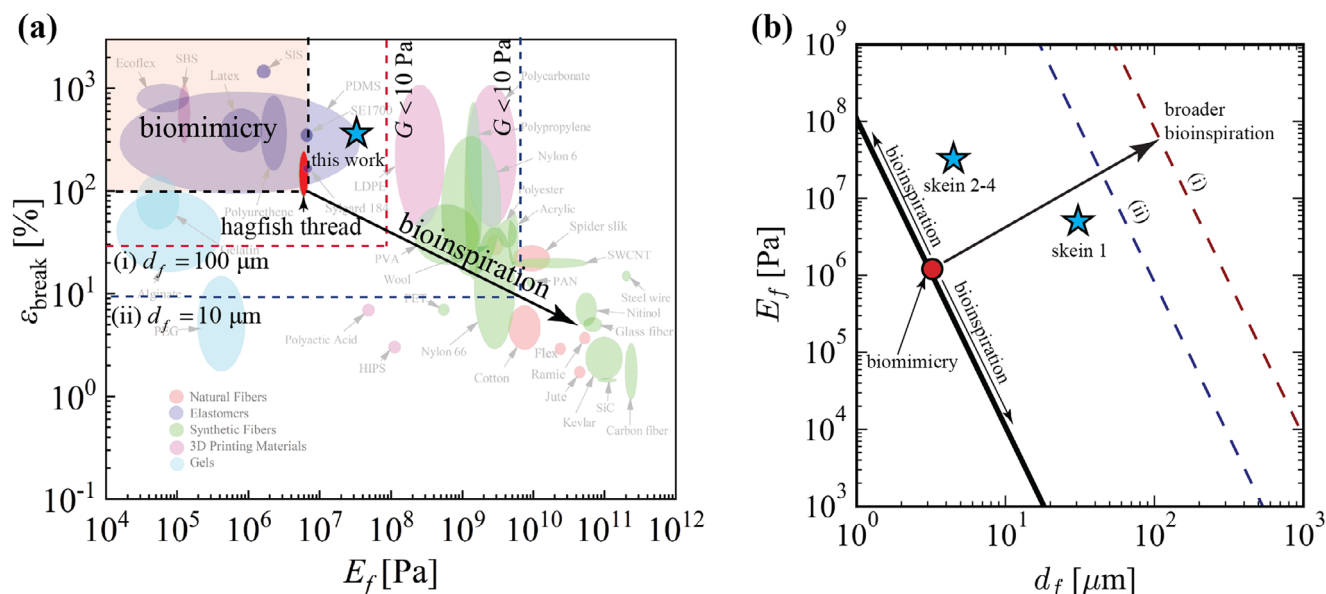 (a)
ε_break [%]
10^3
10^2
10^1
10^0
10^-1
10^4
10^5
10^6
10^7
10^8
10^9
10^10
10^11
10^12
E_f [Pa]
Ecoflex
SBS
SIS
Latex
PDMS
SE1700
biomimicry
this work
Sylgard 184
Polyurethene
hagfish thread
Gelatin
Alginate
PEG
(i) d_f = 100 μm
(ii) d_f = 10 μm
G < 10 Pa
G < 10 Pa
Polycarbonate
Polypropylene
Nylon 6
LDPE
Polyester
Acrylic
Spider silk
SWCNT
PVA
Wool
PAN
bioinspiration
Steel wire
Nitinol
Glass fiber
PET
Polyactic Acid
HIPS
Nylon 66
Cotton
Flex
Ramie
Jute
Kevlar
SiC
Carbon fiber
Natural Fibers
Elastomers
Synthetic Fibers
3D Printing Materials
Gels
(b)
E_f [Pa]
10^9
10^8
10^7
10^6
10^5
10^4
10^3
10^0
10^1
10^2
10^3
d_f [μm]
bioinspiration
skein 2-4
broader
bioinspiration
(i)
(ii)
skein 1
biomimicry
bioinspiration